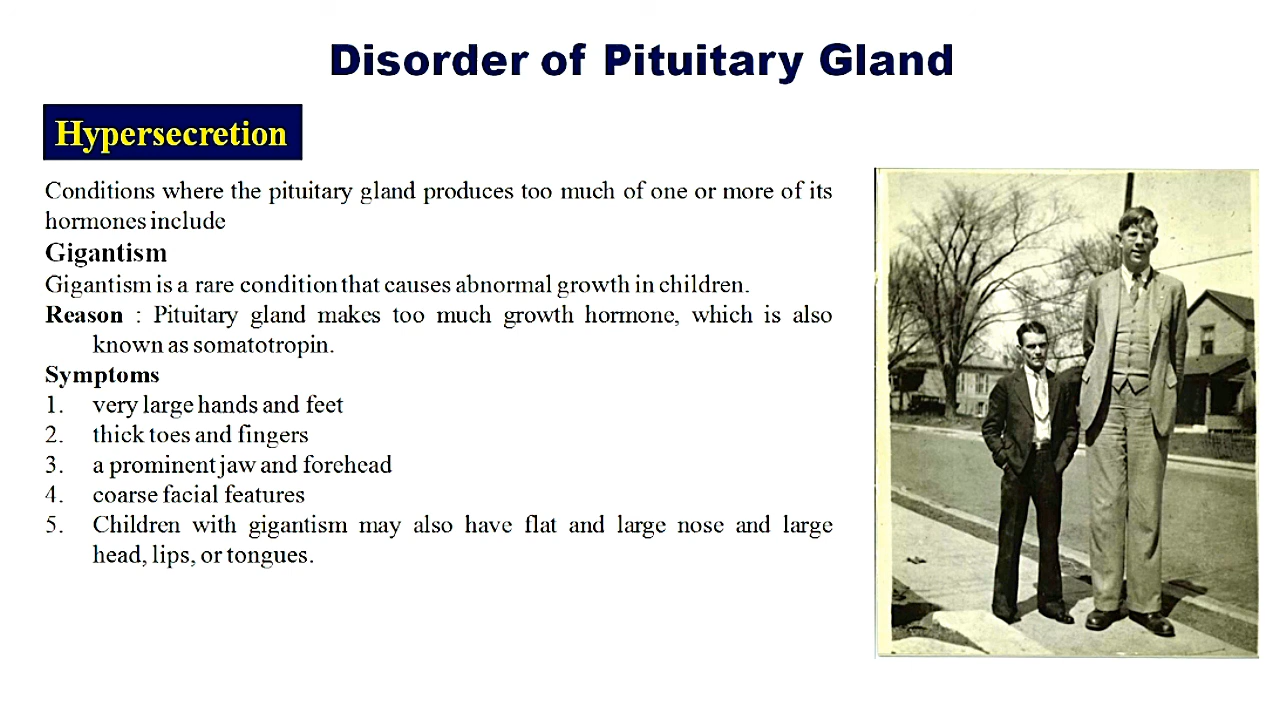 Disorder of Pituitary Gland
Hypersecretion
Conditions where the pituitary gland produces too much of one or more of its
hormones include
Gigantism
Gigantism is a rare condition that causes abnormal growth in children.
Reason : Pituitary gland makes too much growth hormone, which is also
known as somatotropin.
Symptoms
1. very large hands and feet
2. thick toes and fingers
3. a prominent jaw and forehead
4. coarse facial features
5. Children with gigantism may also have flat and large nose and large
head, lips, or tongues.